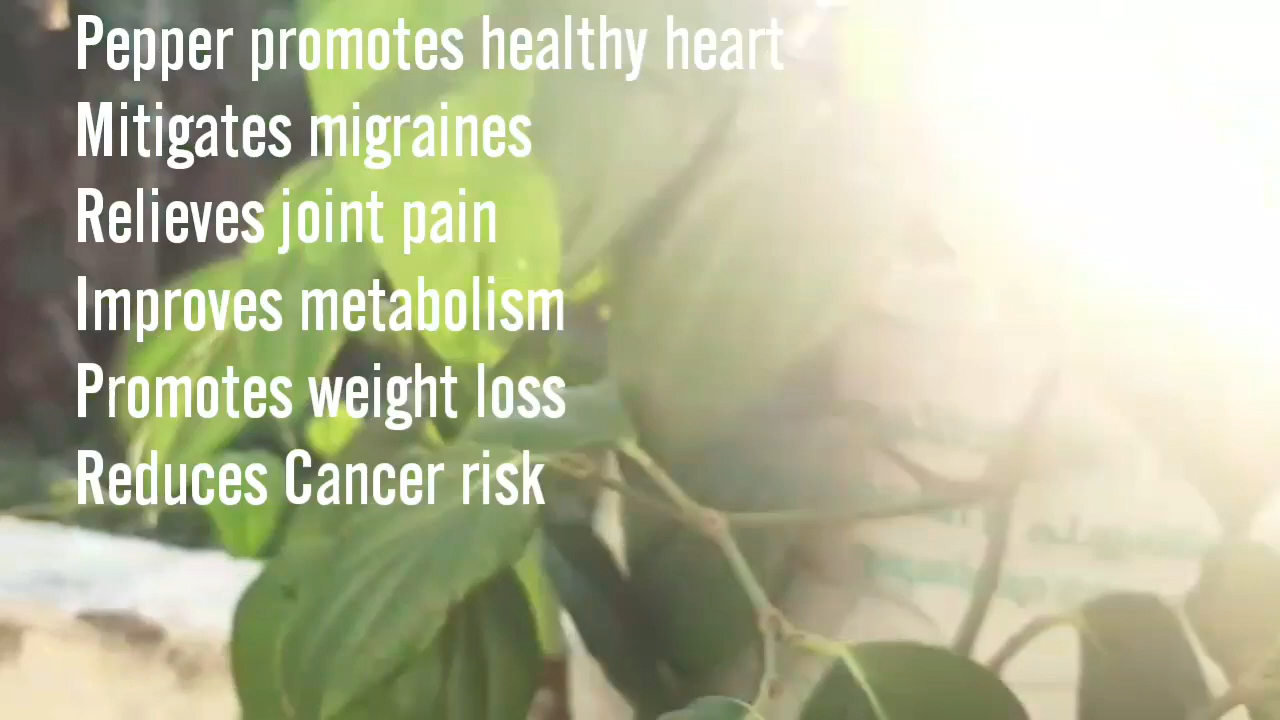 Pepper promotes healthy heart
Mitigates migraines
Relieves joint pain
Improves metabolism
Promotes weight loss
Reduces Cancer risk